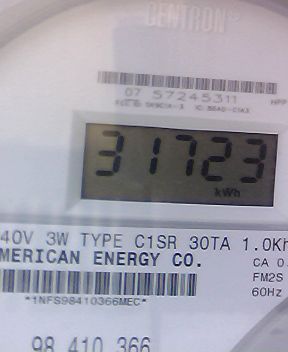 CENTRON®
07 57245311
HPP
31723
kWh
40V 3W TYPE C1SR 30TA 1.0Kh
MERICAN ENERGY CO.
CA 0.
FM2S
60Hz
*1NFS98410366MEC*
98 410 366